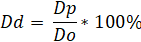 Dd = Dp/Do * 100%